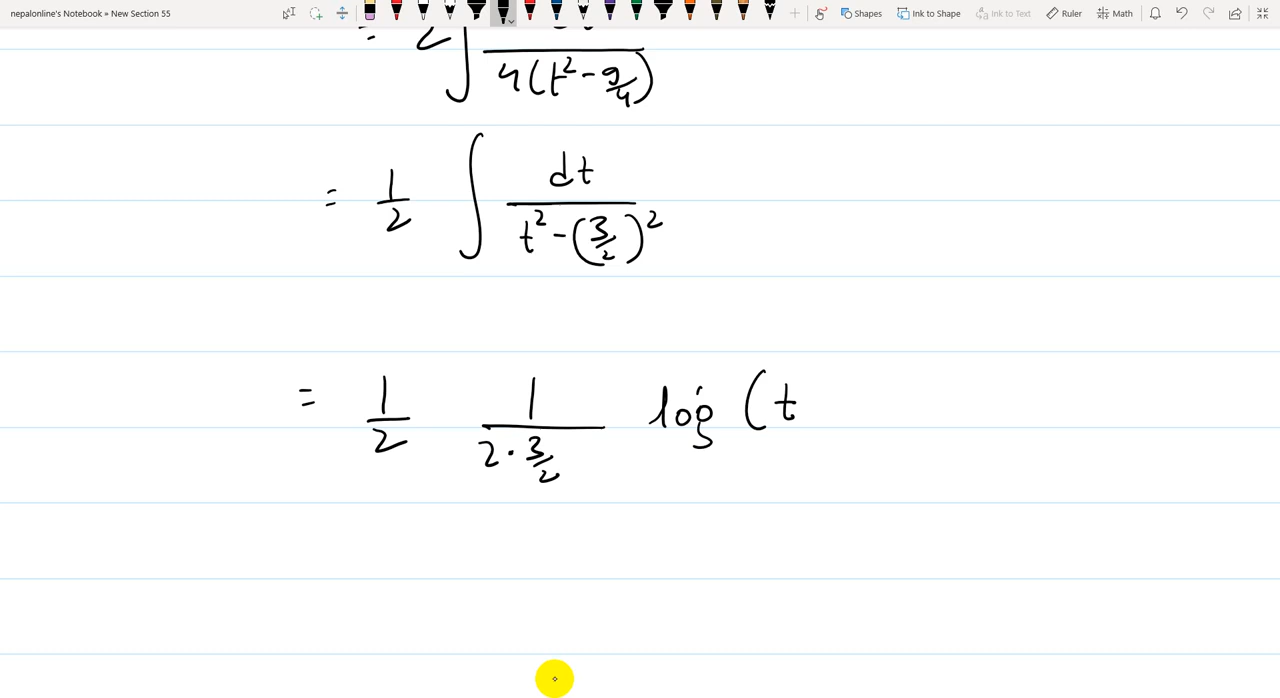 nepalonline's Notebook » New Section 55
Shapes Ink to Shape Ink to Text Ruler Math
= 2∫ / 4(t² - 9/4)
= 1/2 ∫ dt / t² - (3/2)²
= 1/2 1/(2 · 3/2) log (t